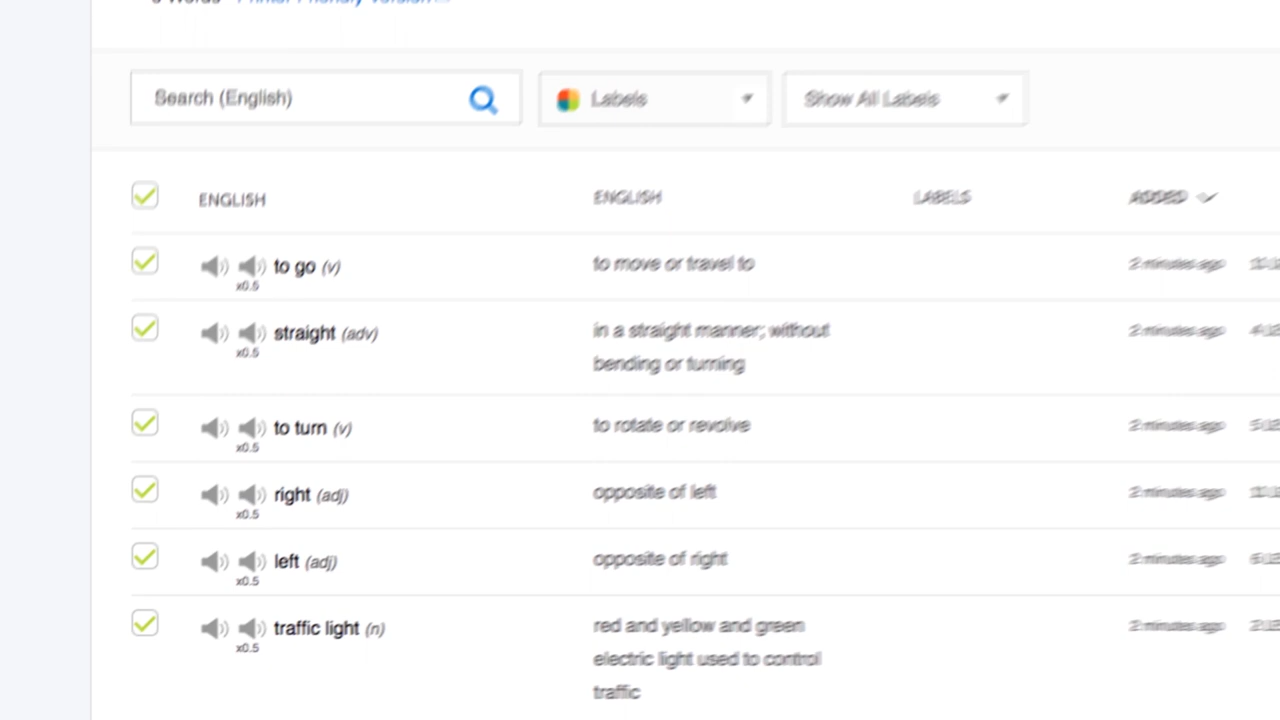 Words Printer Friendly Version
Search (English) Labels Show All Labels
ENGLISH ENGLISH LABELS ADDED
to go (v) to move or travel to 2 minutes ago
x0.5
straight (adv) in a straight manner; without 2 minutes ago
x0.5
bending or turning
to turn (v) to rotate or revolve 2 minutes ago
x0.5
right (adj) opposite of left 2 minutes ago
x0.5
left (adj) opposite of right 2 minutes ago
x0.5
traffic light (n) red and yellow and green 2 minutes ago
x0.5
electric light used to control
traffic